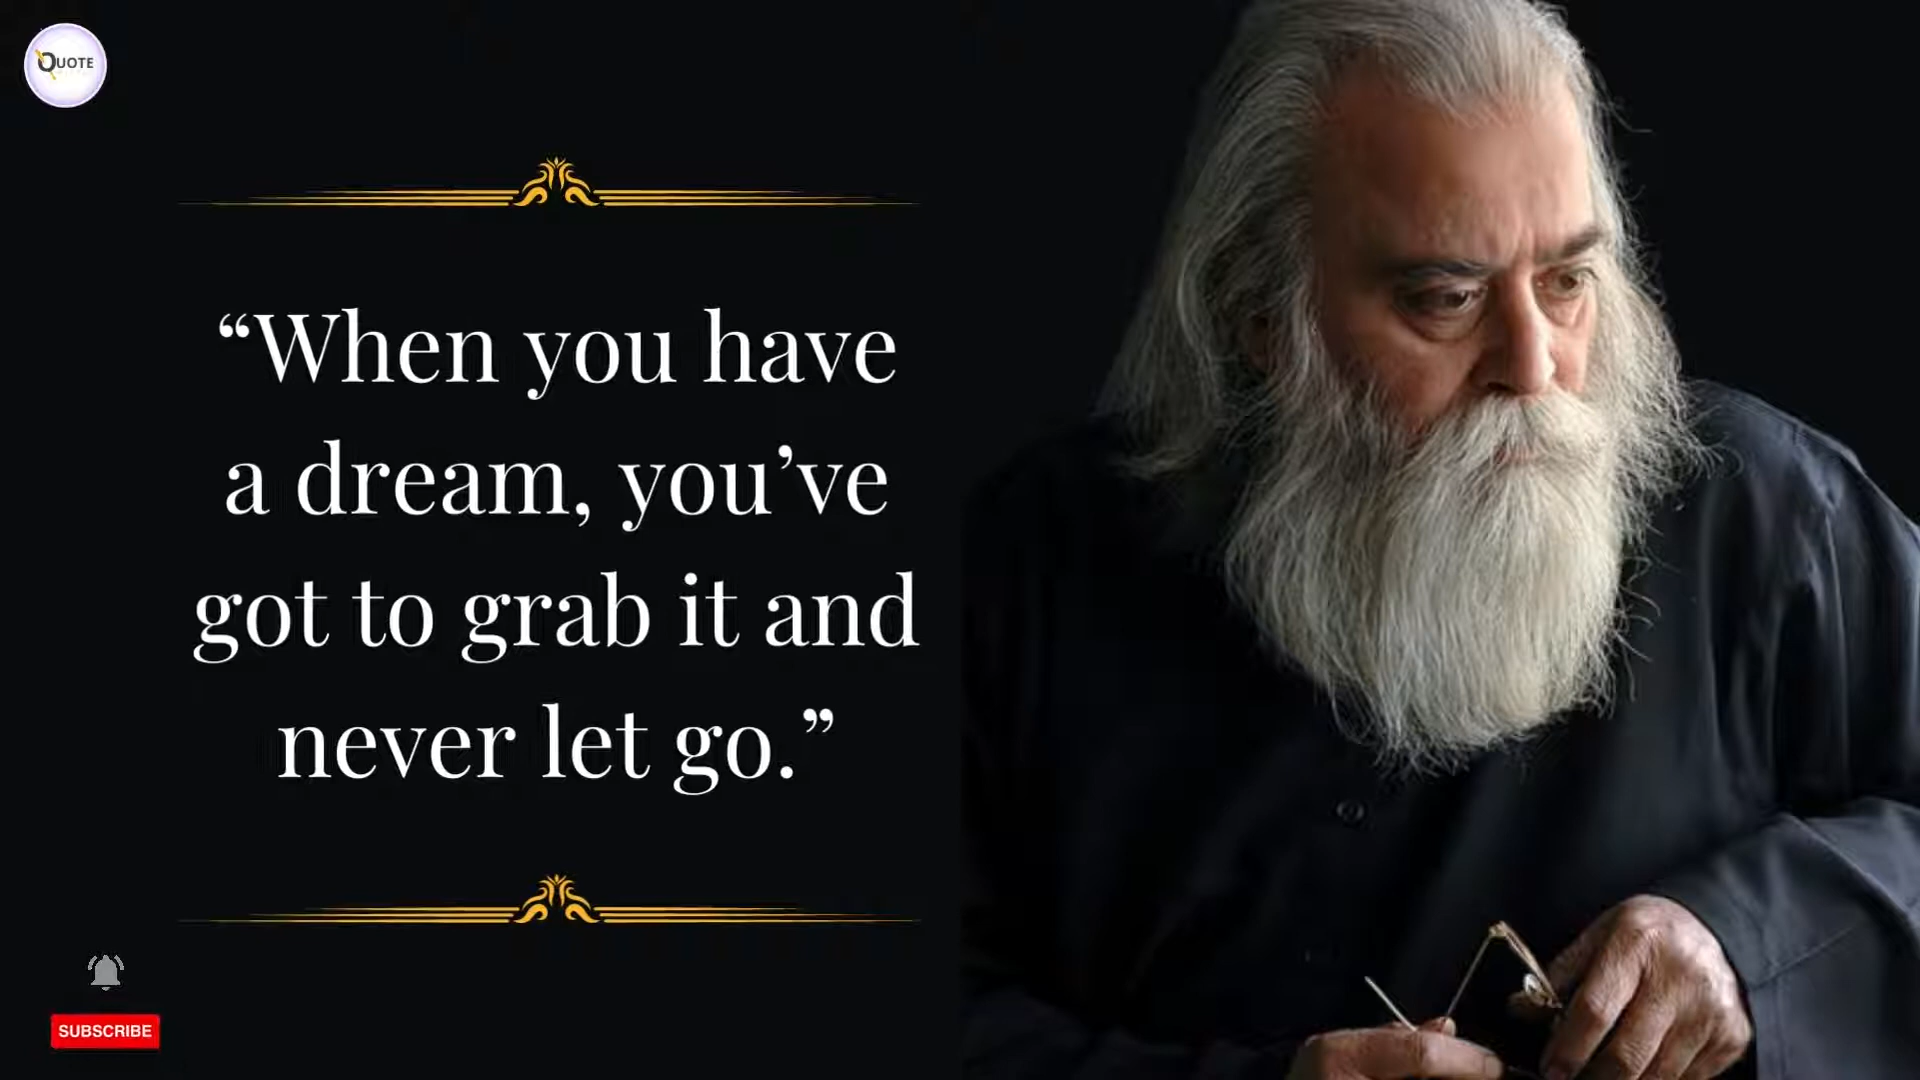 QUOTE
“When you have
a dream, you’ve
got to grab it and
never let go.”
SUBSCRIBE